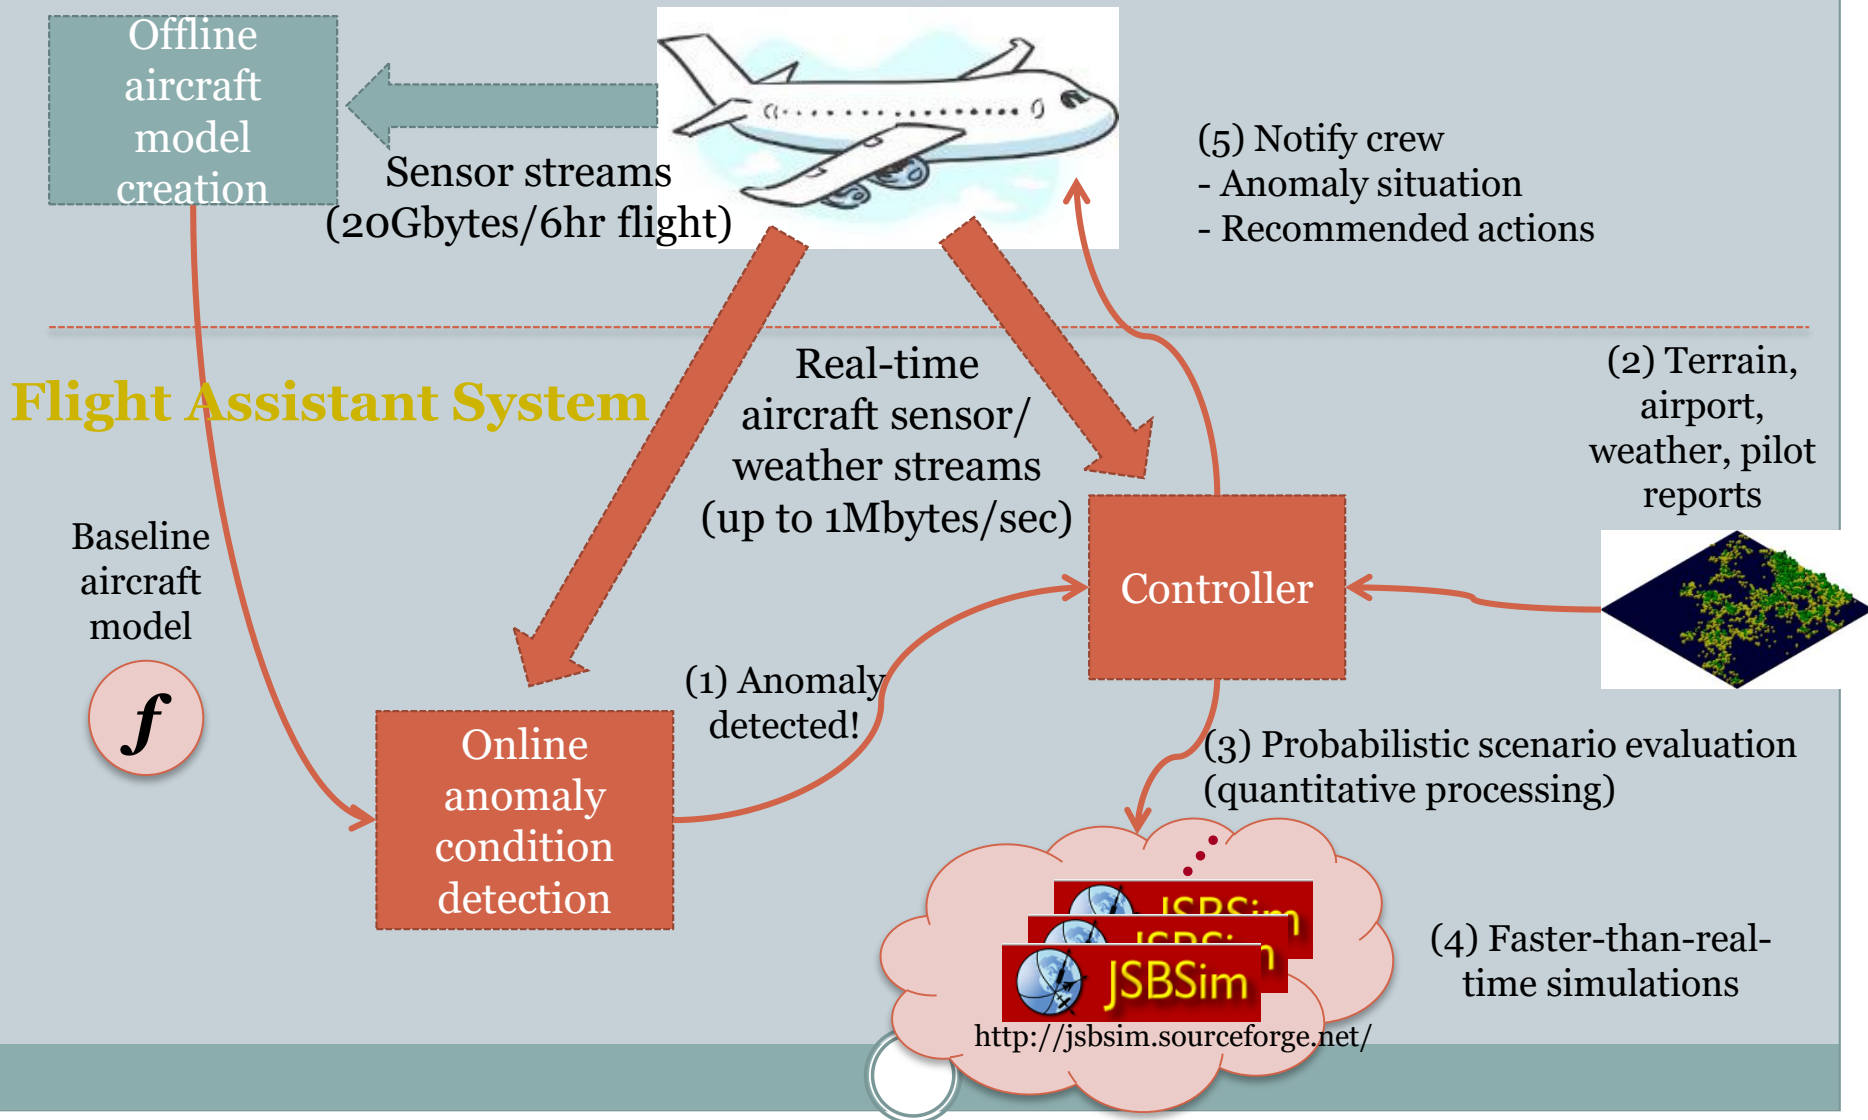 Offline
aircraft
model
creation
Sensor streams
(20Gbytes/6hr flight)
(5) Notify crew
- Anomaly situation
- Recommended actions
Flight Assistant System
Real-time
aircraft sensor/
weather streams
(up to 1Mbytes/sec)
(2) Terrain,
airport,
weather, pilot
reports
Baseline
aircraft
model
f
Controller
(1) Anomaly
detected!
Online
anomaly
condition
detection
(3) Probabilistic scenario evaluation
(quantitative processing)
JSBSim
JSBSim
JSBSim
http://jsbsim.sourceforge.net/
(4) Faster-than-real-
time simulations